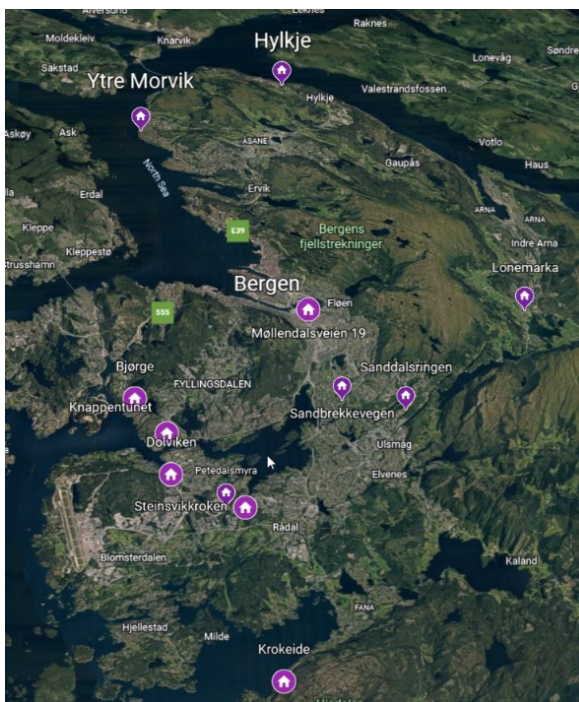 Alversund
Leknes
Raknes
Moldekleiv
Knarvik
Hylkje
Søndre
Lonevåg
Sakstad
Ytre Morvik
Valestrandsfossen
Hylkje
Askøy
Ask
ÅSANE
Votlo
Gaupås
Haus
North Sea
Erdal
Ervik
ARNA
ARNA
Kleppe
E39
Bergens
fjellstrekninger
Indre Arna
Kleppestø
Strusshamn
Lonemarka
Bergen
Fløen
555
Møllendalsveien 19
Bjørge
Sanddalsringen
FYLLINGSDALEN
Knappentunet
Sandbrekkevegen
Dolviken
Ulsmåg
Petedalsmyra
Elvenes
Steinsvikkroken
Rådal
Blomsterdalen
Kaland
FANA
Hjellestad
Milde
Krokeide